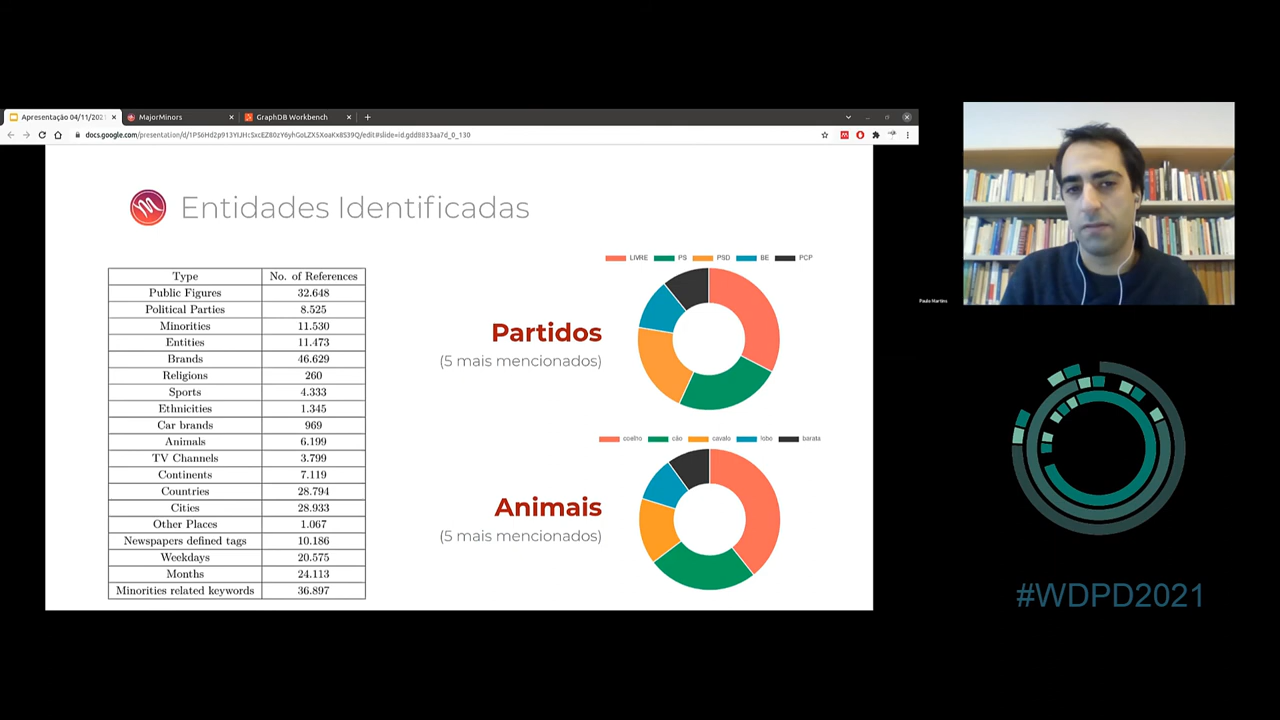 Apresentação 04/11/2021
MajorMinors
GraphDB Workbench
Entidades Identificadas
Type No. of References
Public Figures 32.648
Political Parties 8.525
Minorities 11.530
Entities 11.473
Brands 46.629
Religions 260
Sports 4.333
Ethnicities 1.345
Car brands 969
Animals 6.199
TV Channels 3.799
Continents 7.119
Countries 28.794
Cities 28.933
Other Places 1.067
Newspapers defined tags 10.186
Weekdays 20.575
Months 24.113
Minorities related keywords 36.897
LIVRE PS PSD BE PCP
Partidos
(5 mais mencionados)
coelho cão cavalo lobo barata
Animais
(5 mais mencionados)
Paulo Martins
#WDPD2021